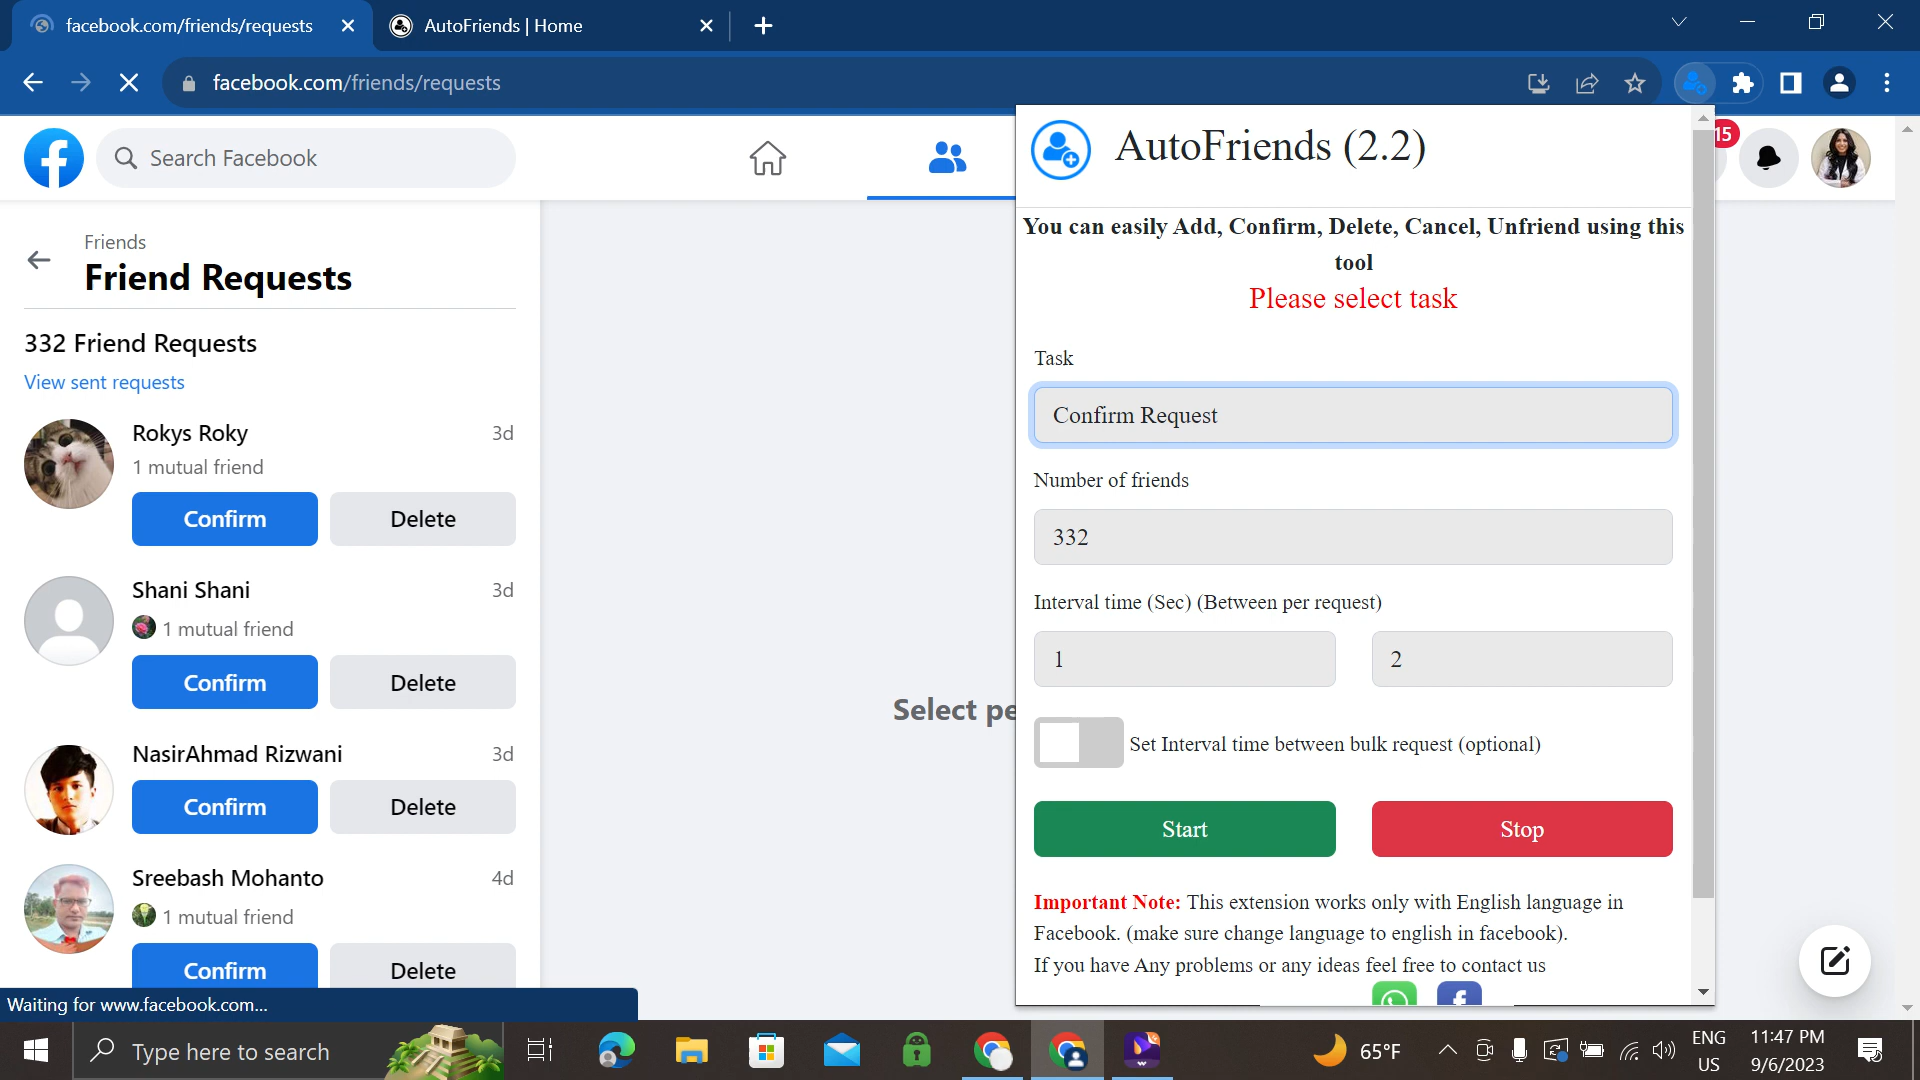 facebook.com/friends/requests
AutoFriends | Home
facebook.com/friends/requests
Search Facebook
15
Friends
Friend Requests
332 Friend Requests
View sent requests
Rokys Roky 3d
1 mutual friend
Confirm Delete
Shani Shani 3d
1 mutual friend
Confirm Delete
NasirAhmad Rizwani 3d
Confirm Delete
Sreebash Mohanto 4d
1 mutual friend
Confirm Delete
Waiting for www.facebook.com...
Select pe
AutoFriends (2.2)
You can easily Add, Confirm, Delete, Cancel, Unfriend using this
tool
Please select task
Task
Confirm Request
Number of friends
332
Interval time (Sec) (Between per request)
1 2
Set Interval time between bulk request (optional)
Start Stop
Important Note: This extension works only with English language in
Facebook. (make sure change language to english in facebook).
If you have Any problems or any ideas feel free to contact us
Type here to search
65°F
ENG
US
11:47 PM
9/6/2023